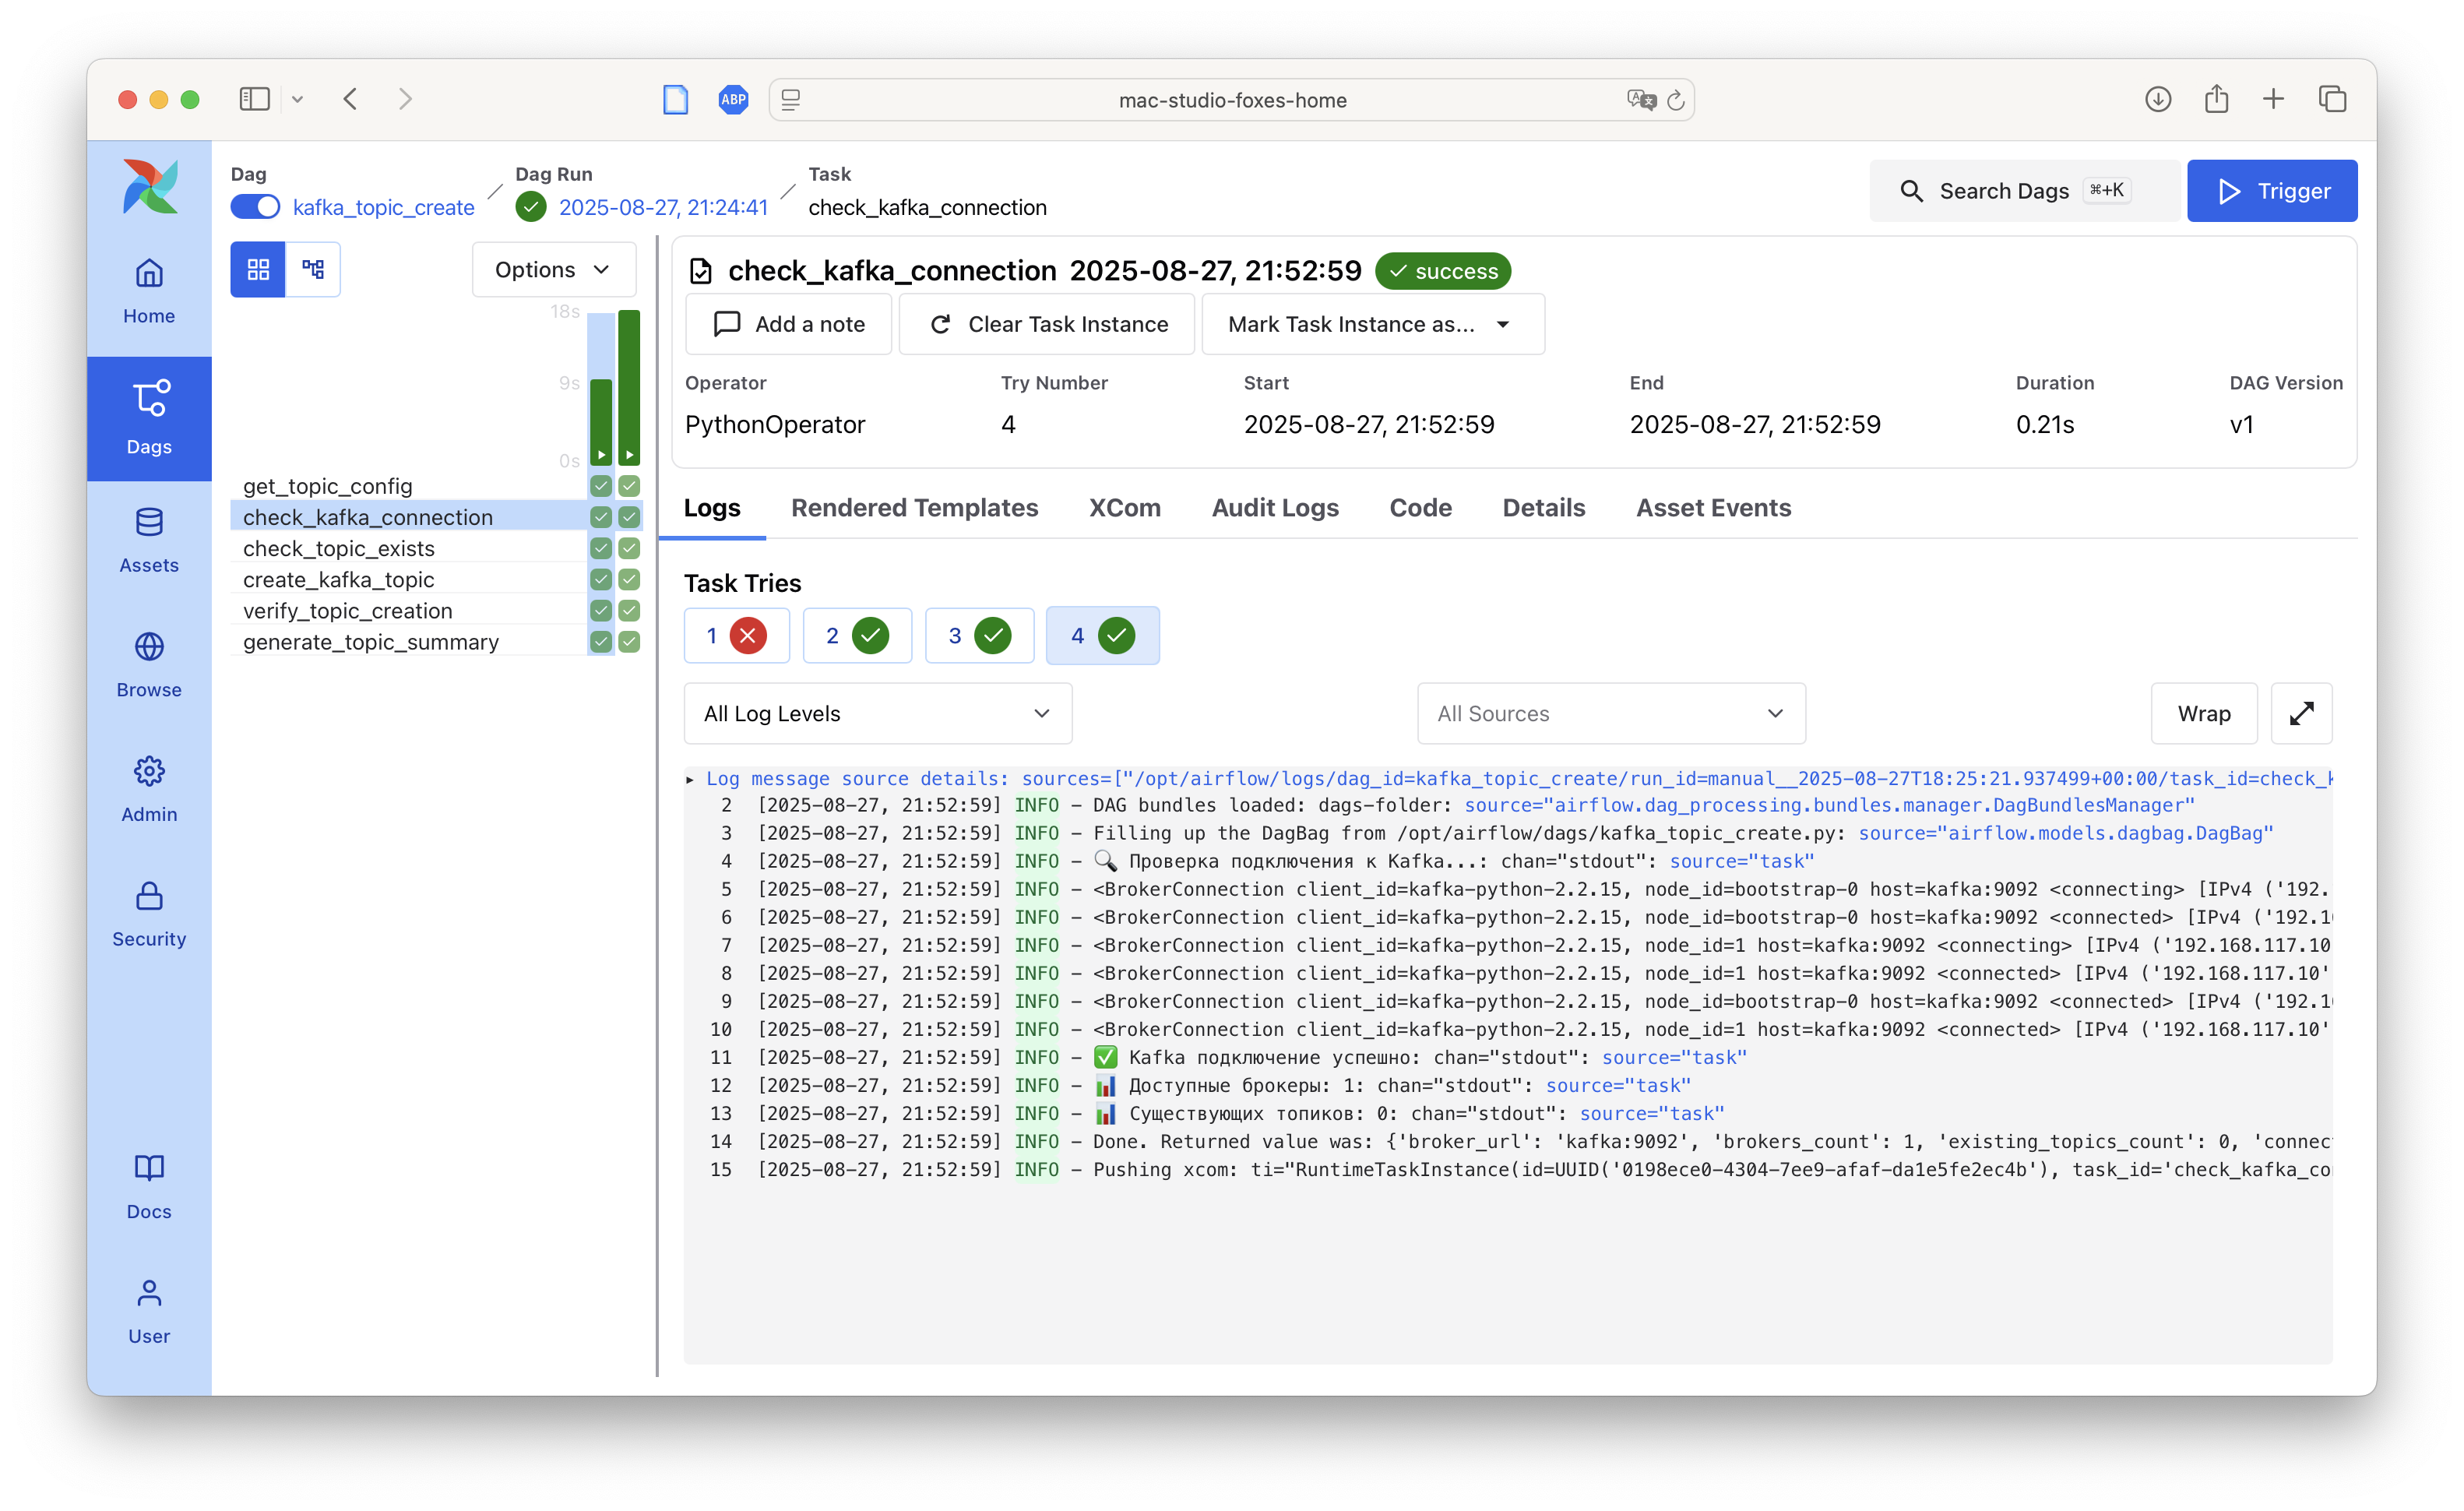 ABP
mac-studio-foxes-home
Dag
kafka_topic_create
Dag Run
2025-08-27, 21:24:41
Task
check_kafka_connection
Search Dags ⌘+K
Trigger
Home
Dags
Assets
Browse
Admin
Security
Docs
User
Options
18s
9s
0s
get_topic_config
check_kafka_connection
check_topic_exists
create_kafka_topic
verify_topic_creation
generate_topic_summary
check_kafka_connection 2025-08-27, 21:52:59 success
Add a note
Clear Task Instance
Mark Task Instance as...
Operator Try Number Start End Duration DAG Version
PythonOperator 4 2025-08-27, 21:52:59 2025-08-27, 21:52:59 0.21s v1
Logs Rendered Templates XCom Audit Logs Code Details Asset Events
Task Tries
1 2 3 4
All Log Levels
All Sources
Wrap
Log message source details: sources=["/opt/airflow/logs/dag_id=kafka_topic_create/run_id=manual__2025-08-27T18:25:21.937499+00:00/task_id=check_k
2 [2025-08-27, 21:52:59] INFO - DAG bundles loaded: dags-folder: source="airflow.dag_processing.bundles.manager.DagBundlesManager"
3 [2025-08-27, 21:52:59] INFO - Filling up the DagBag from /opt/airflow/dags/kafka_topic_create.py: source="airflow.models.dagbag.DagBag"
4 [2025-08-27, 21:52:59] INFO - 🔍 Проверка подключения к Kafka...: chan="stdout": source="task"
5 [2025-08-27, 21:52:59] INFO - <BrokerConnection client_id=kafka-python-2.2.15, node_id=bootstrap-0 host=kafka:9092 <connecting> [IPv4 ('192.
6 [2025-08-27, 21:52:59] INFO - <BrokerConnection client_id=kafka-python-2.2.15, node_id=bootstrap-0 host=kafka:9092 <connected> [IPv4 ('192.1
7 [2025-08-27, 21:52:59] INFO - <BrokerConnection client_id=kafka-python-2.2.15, node_id=1 host=kafka:9092 <connecting> [IPv4 ('192.168.117.10
8 [2025-08-27, 21:52:59] INFO - <BrokerConnection client_id=kafka-python-2.2.15, node_id=1 host=kafka:9092 <connected> [IPv4 ('192.168.117.10'
9 [2025-08-27, 21:52:59] INFO - <BrokerConnection client_id=kafka-python-2.2.15, node_id=bootstrap-0 host=kafka:9092 <connected> [IPv4 ('192.1
10 [2025-08-27, 21:52:59] INFO - <BrokerConnection client_id=kafka-python-2.2.15, node_id=1 host=kafka:9092 <connected> [IPv4 ('192.168.117.10'
11 [2025-08-27, 21:52:59] INFO - ✅ Kafka подключение успешно: chan="stdout": source="task"
12 [2025-08-27, 21:52:59] INFO - 📊 Доступные брокеры: 1: chan="stdout": source="task"
13 [2025-08-27, 21:52:59] INFO - 📊 Существующих топиков: 0: chan="stdout": source="task"
14 [2025-08-27, 21:52:59] INFO - Done. Returned value was: {'broker_url': 'kafka:9092', 'brokers_count': 1, 'existing_topics_count': 0, 'connec
15 [2025-08-27, 21:52:59] INFO - Pushing xcom: ti="RuntimeTaskInstance(id=UUID('0198ece0-4304-7ee9-afaf-da1e5fe2ec4b'), task_id='check_kafka_co